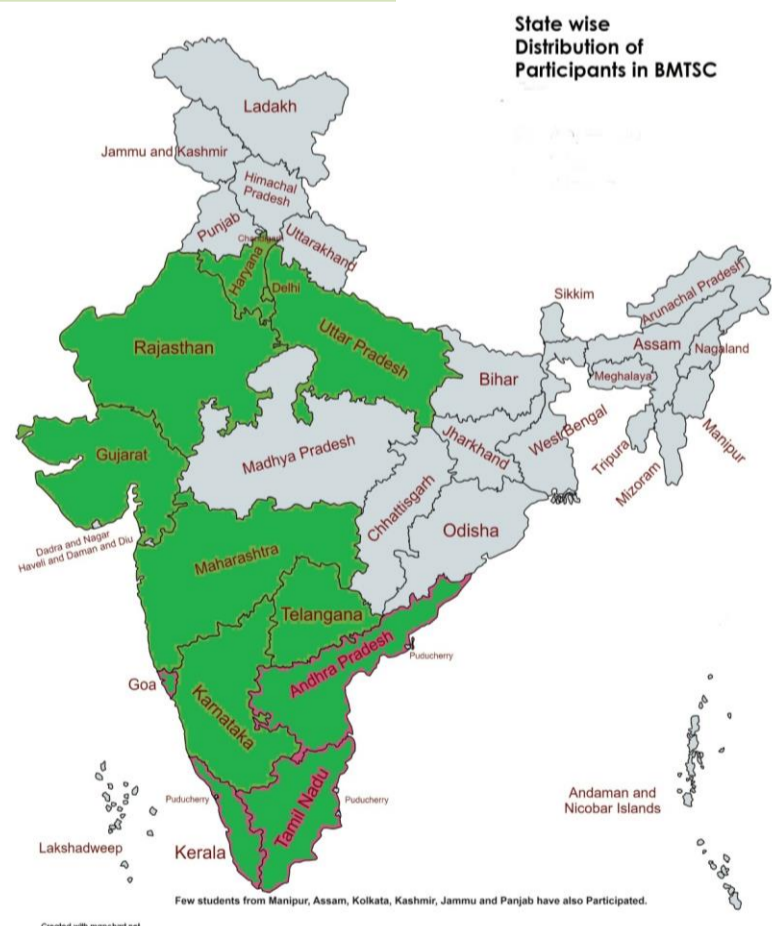 State wise
Distribution of
Participants in BMTSC
Ladakh
Jammu and Kashmir
Himachal
Pradesh
Punjab
Chandigarh
Uttarakhand
Haryana
Delhi
Rajasthan
Uttar Pradesh
Sikkim
Arunachal Pradesh
Assam
Nagaland
Meghalaya
Bihar
Manipur
Tripura
Mizoram
West Bengal
Jharkhand
Gujarat
Madhya Pradesh
Chhattisgarh
Odisha
Dadra and Nagar
Haveli and Daman and Diu
Maharashtra
Telangana
Andhra Pradesh
Puducherry
Goa
Karnataka
Puducherry
Tamil Nadu
Puducherry
Andaman and
Nicobar Islands
Lakshadweep
Kerala
Few students from Manipur, Assam, Kolkata, Kashmir, Jammu and Panjab have also Participated.